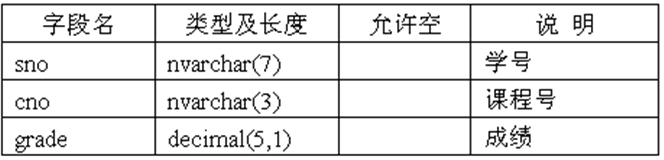 字段名 类型及长度 允许空 说 明
sno nvarchar(7) 学号
cno nvarchar(3) 课程号
grade decimal(5,1) 成绩